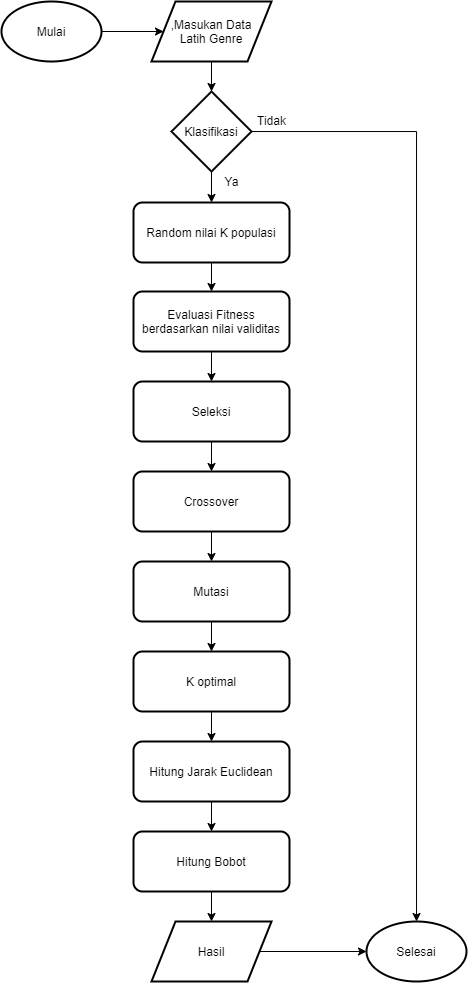 Mulai
,Masukan Data
Latih Genre
Klasifikasi
Tidak
Ya
Random nilai K populasi
Evaluasi Fitness
berdasarkan nilai validitas
Seleksi
Crossover
Mutasi
K optimal
Hitung Jarak Euclidean
Hitung Bobot
Hasil
Selesai